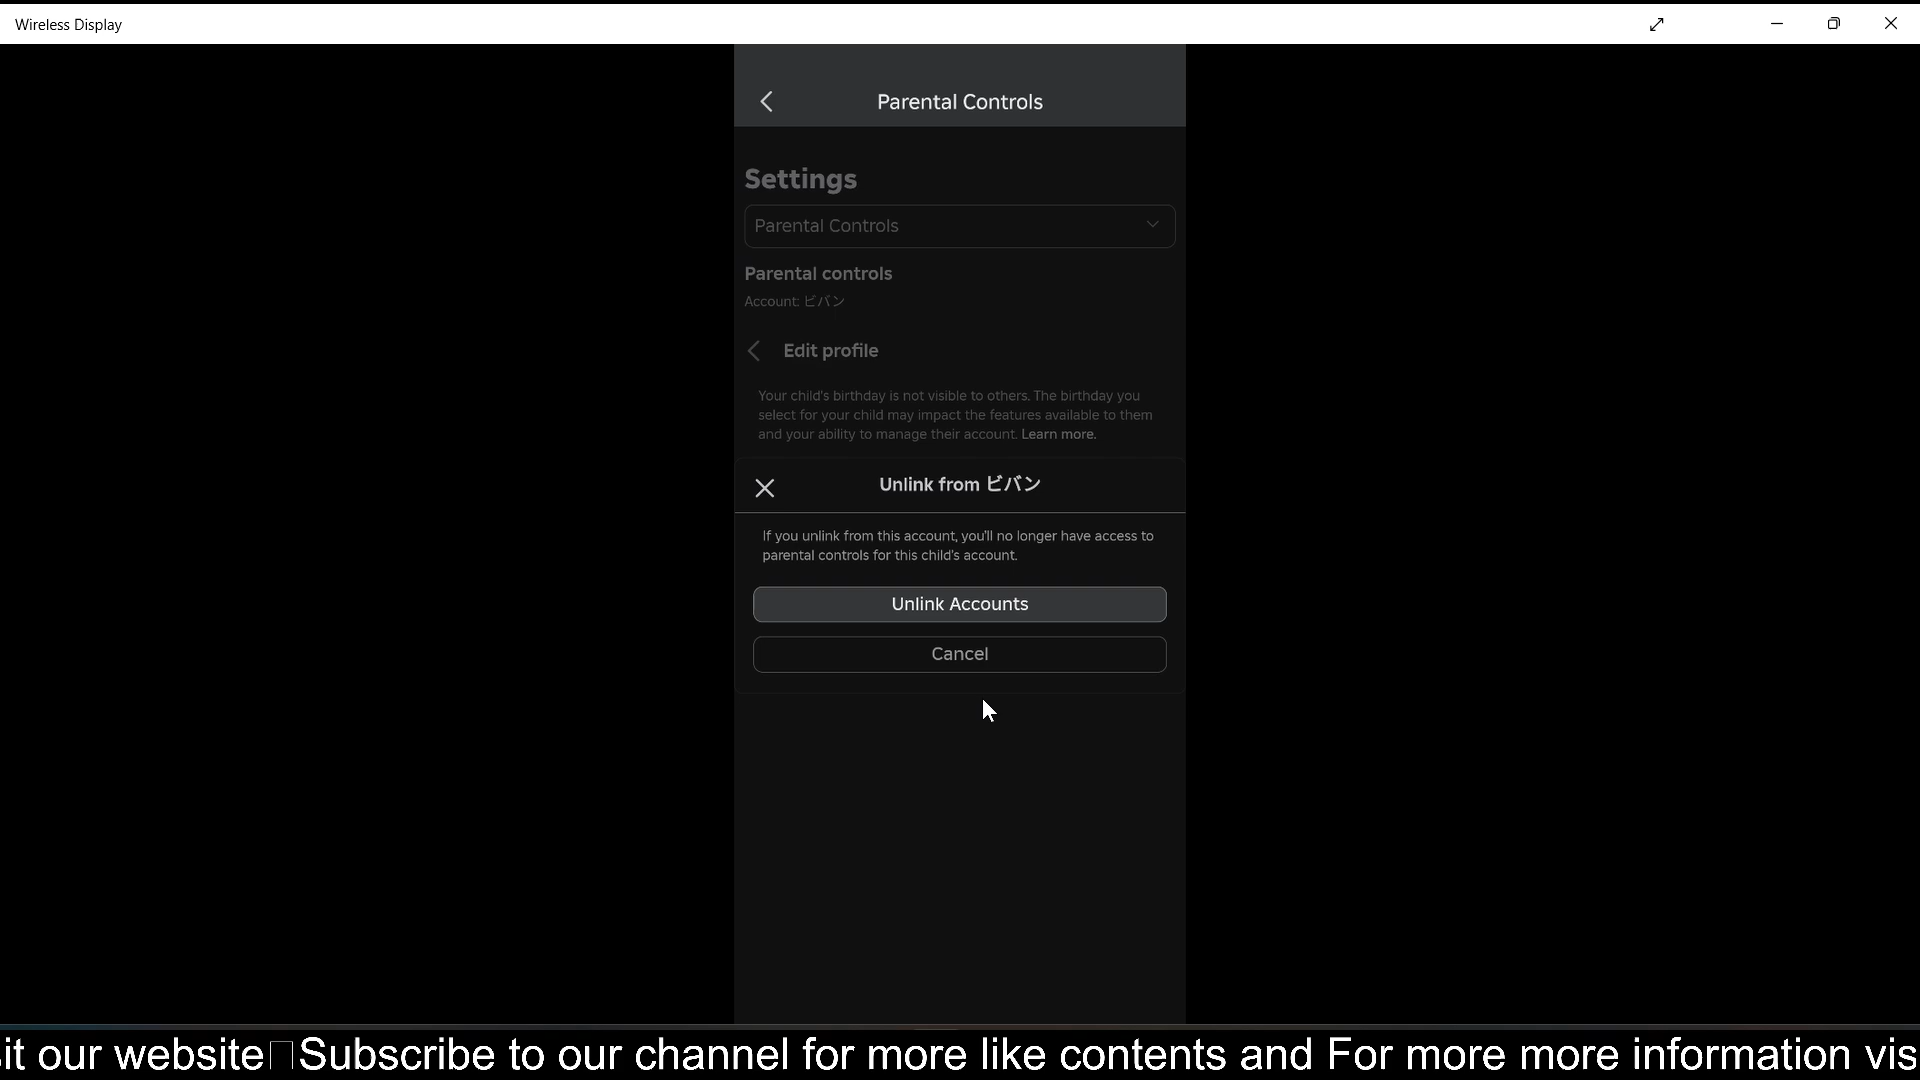 Wireless Display
Parental Controls
Settings
Parental Controls
Parental controls
Account: ビバン
Edit profile
Your child's birthday is not visible to others. The birthday you
select for your child may impact the features available to them
and your ability to manage their account. Learn more.
Unlink from ビバン
If you unlink from this account, you'll no longer have access to
parental controls for this child's account.
Unlink Accounts
Cancel
it our website□Subscribe to our channel for more like contents and For more more information vis